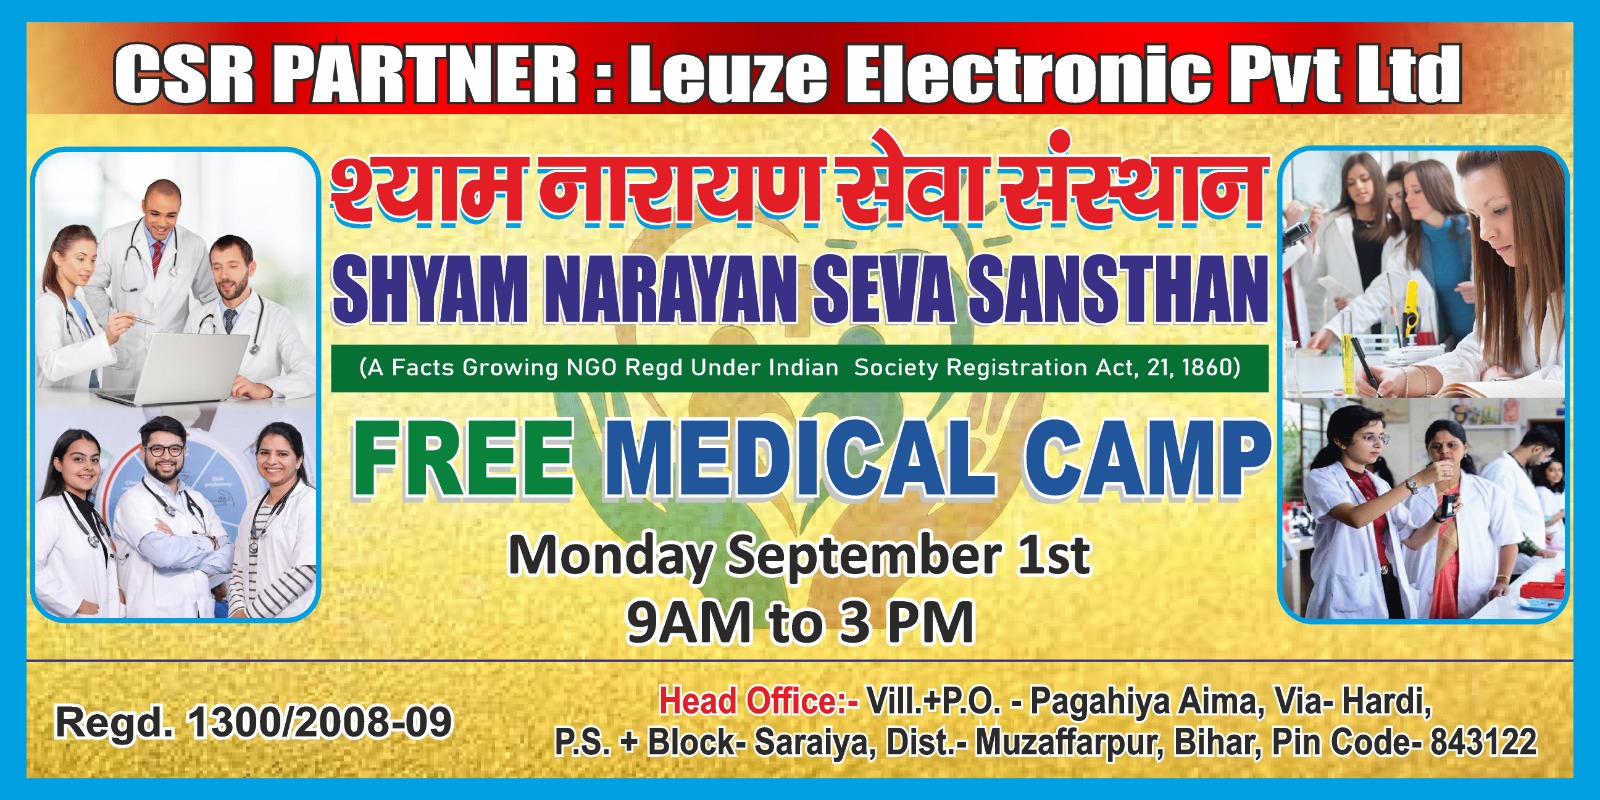 CSR PARTNER : Leuze Electronic Pvt Ltd
श्याम नारायण सेवा संस्थान
SHYAM NARAYAN SEVA SANSTHAN
(A Facts Growing NGO Regd Under Indian Society Registration Act, 21, 1860)
FREE MEDICAL CAMP
Monday September 1st
9AM to 3 PM
Regd. 1300/2008-09
Head Office:- Vill.+P.O. - Pagahiya Aima, Via- Hardi,
P.S. + Block- Saraiya, Dist.- Muzaffarpur, Bihar, Pin Code- 843122